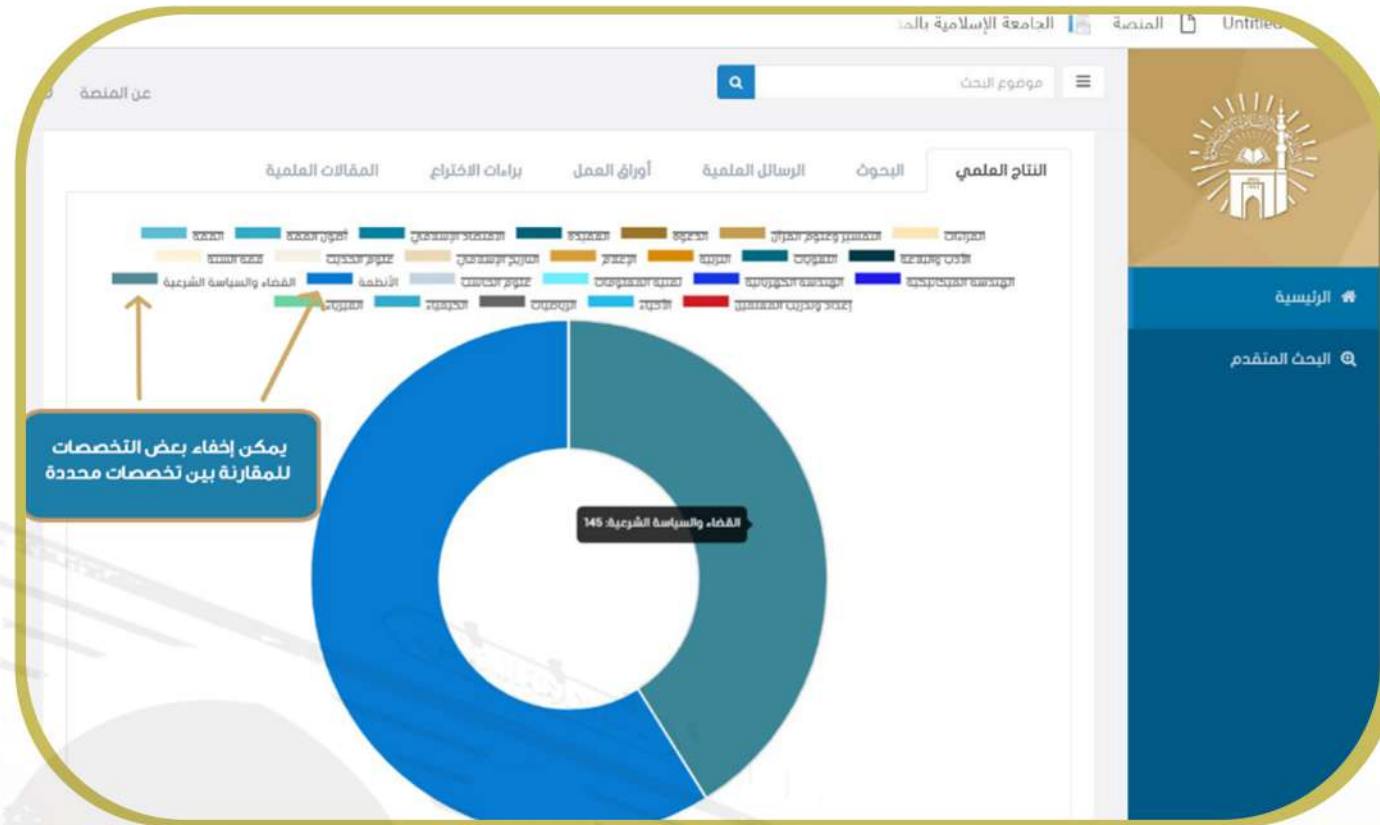 Untitled المنصة الجامعة الإسلامية بالمد
موضوع البحث
عن المنصة
النتاج العلمي البحوث الرسائل العلمية أوراق العمل براءات الاختراع المقالات العلمية
القراءات التفسير وعلوم القرآن الدعوة العقيدة الاقتصاد الإسلامي أصول الفقه الفقه
الأدب والبلاغة اللغويات التربية الإعلام التاريخ الإسلامي علوم الحديث فقه السنة
الهندسة الميكانيكية الهندسة الكهربائية تقنية المعلومات علوم الحاسب الأنظمة القضاء والسياسة الشرعية
إعداد وتدريب المعلمين الأحياء الرياضيات الكيمياء الفيزياء
الرئيسية
البحث المتقدم
يمكن إخفاء بعض التخصصات
للمقارنة بين تخصصات محددة
القضاء والسياسة الشرعية: 145